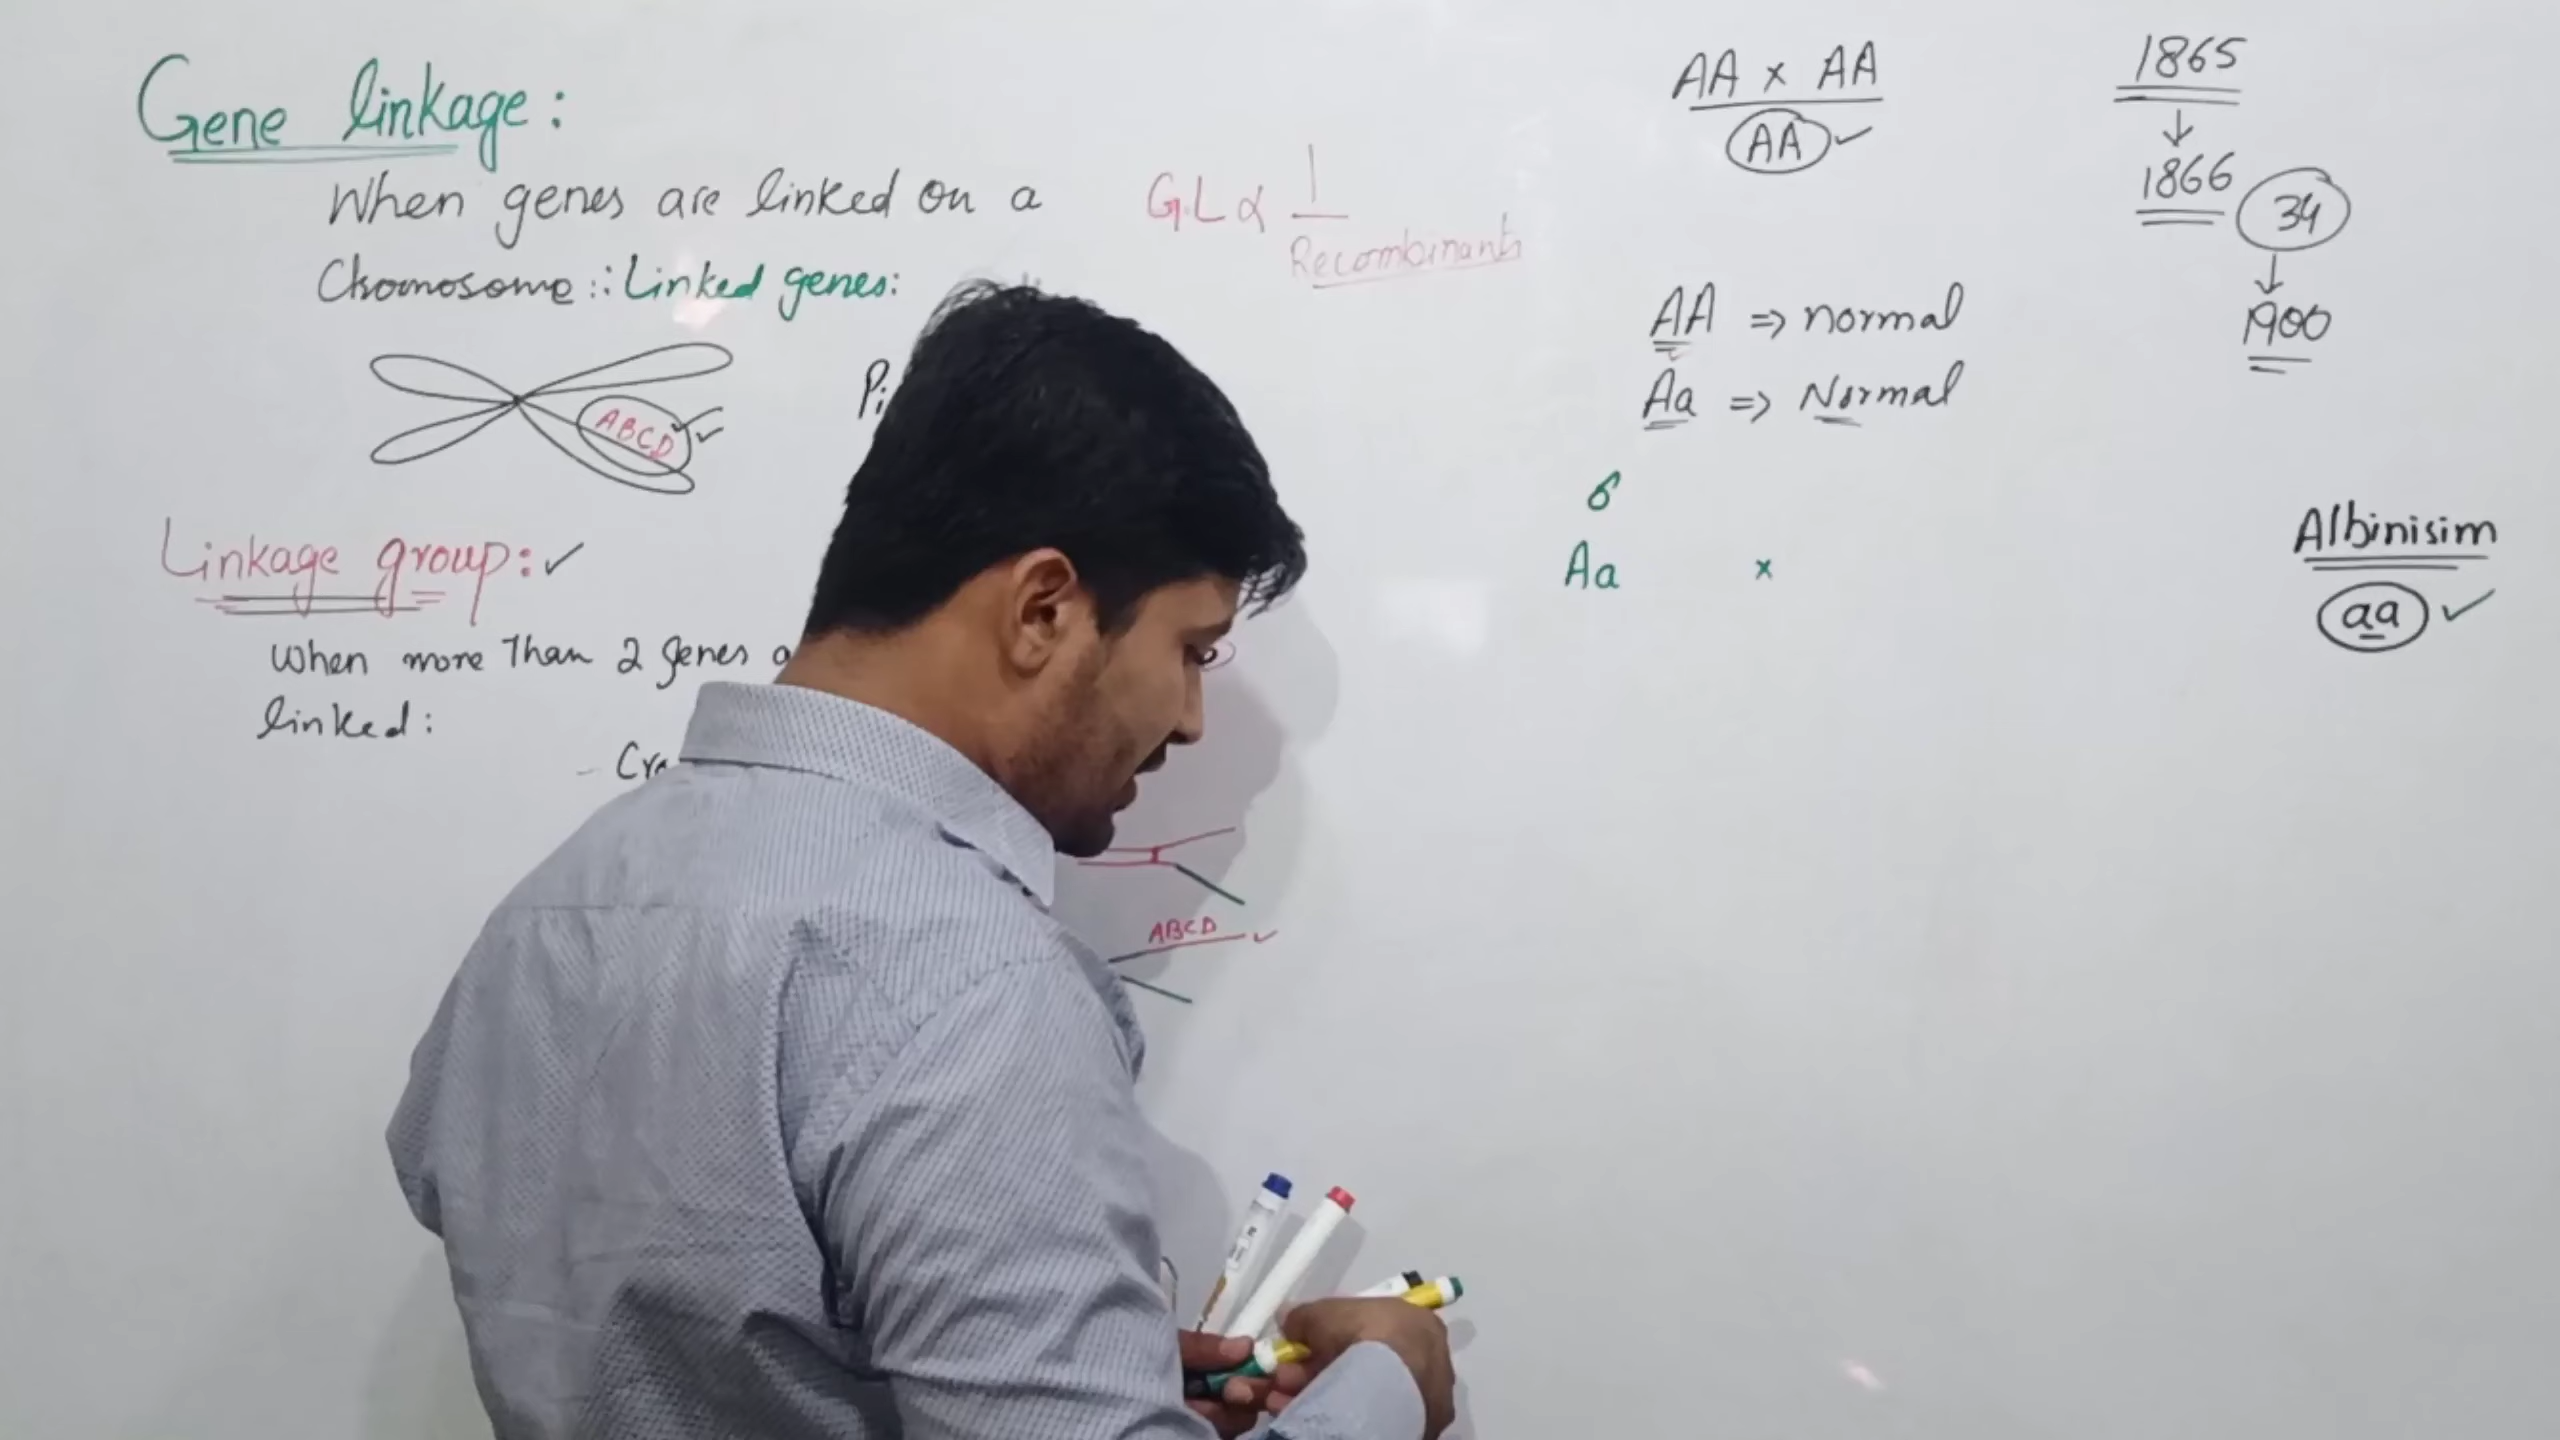 Gene linkage:
When genes are linked on a
Chromosome :: Linked genes:
ABCD
Linkage group: ✓
When more Than 2 genes
linked:
ABCD
G.L ∝ 1
Recombinants
AA x AA
AA ✓
AA => normal
Aa => Normal
Aa x
1865
↓
1866
34
↓
1900
Albinisim
aa ✓